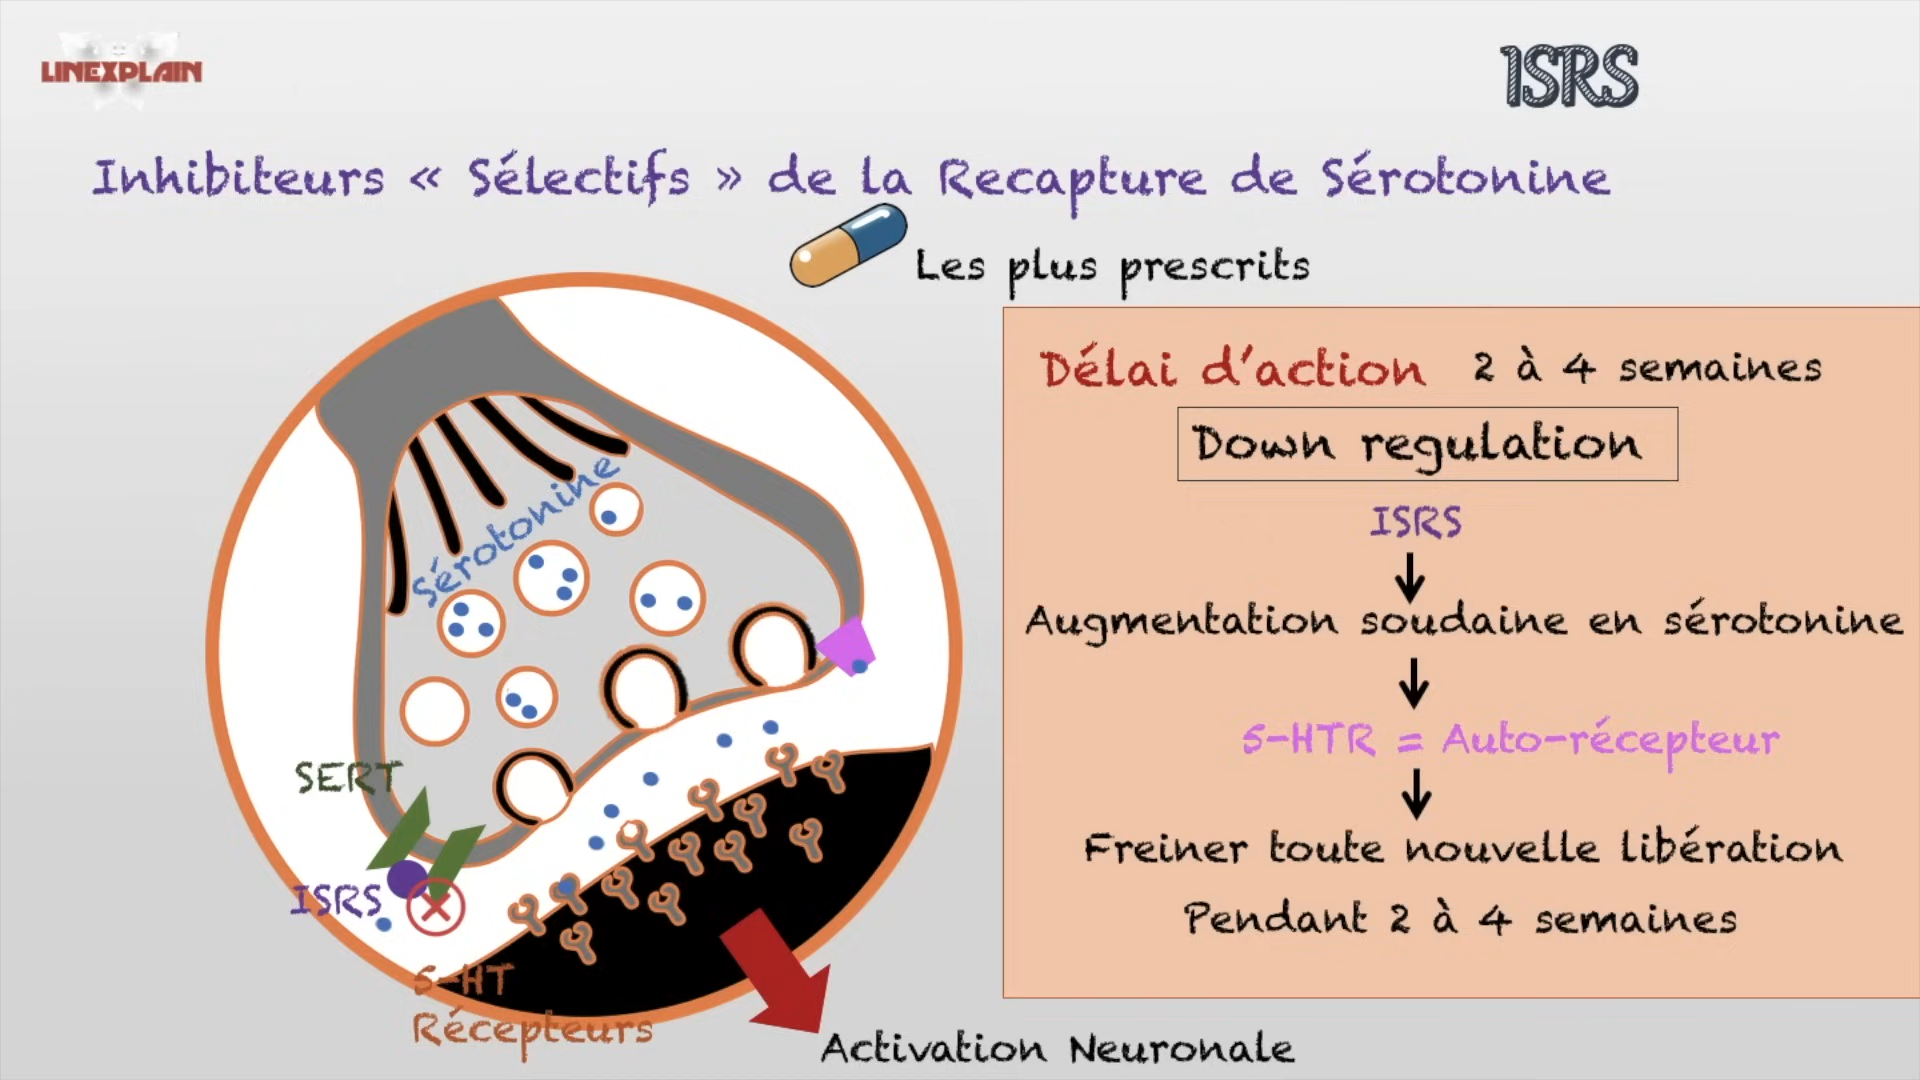 LINEXPLAIN
ISRS
Inhibiteurs « Sélectifs » de la Recapture de Sérotonine
Les plus prescrits
Délai d'action 2 à 4 semaines
Down regulation
ISRS
Augmentation soudaine en sérotonine
5-HTR = Auto-récepteur
Freiner toute nouvelle libération
Pendant 2 à 4 semaines
Sérotonine
SERT
ISRS
5-HT
Récepteurs
Activation Neuronale